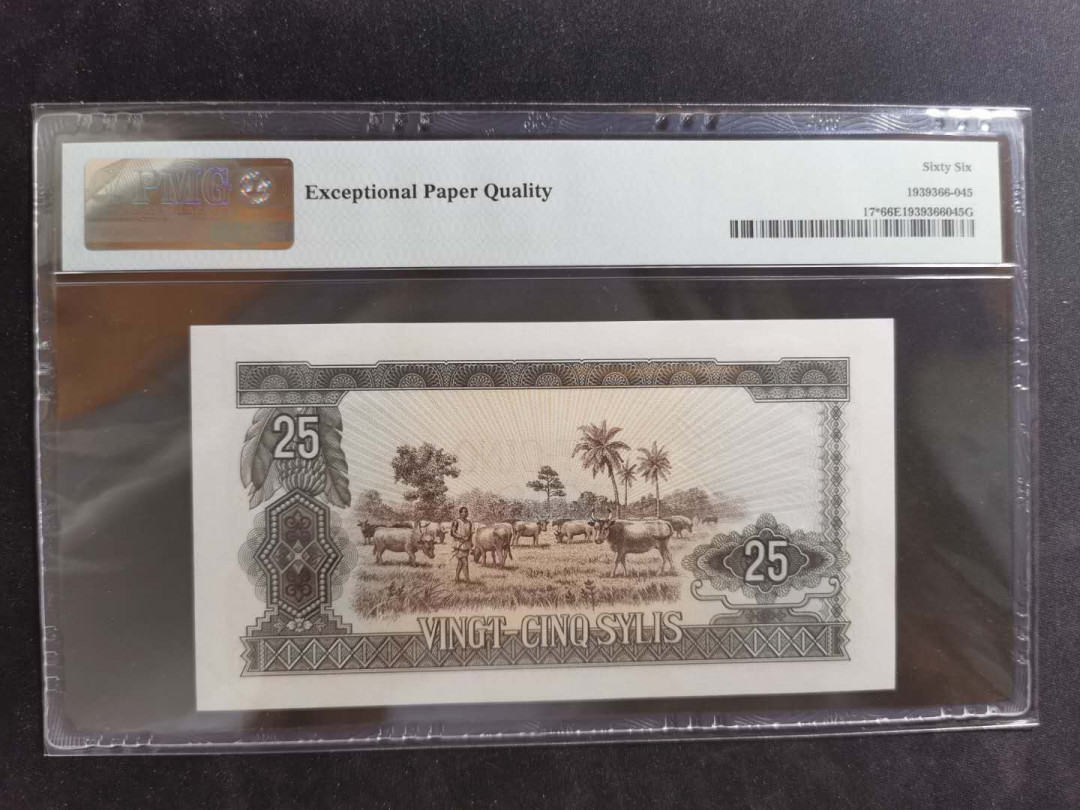 Sixty Six
PMG
Exceptional Paper Quality
1939366-045
17*66E1939366045G
25
25
VINGT-CINQ SYLIS